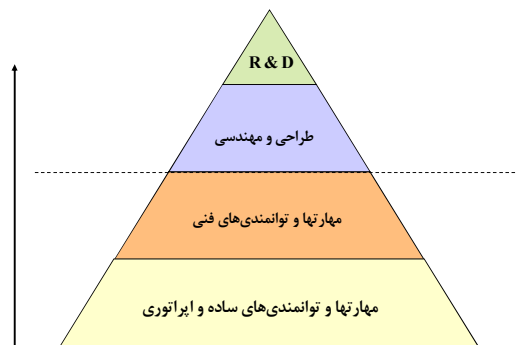 R & D
طراحی و مهندسی
مهارتها و توانمندی‌های فنی
مهارتها و توانمندی‌های ساده و اپراتوری